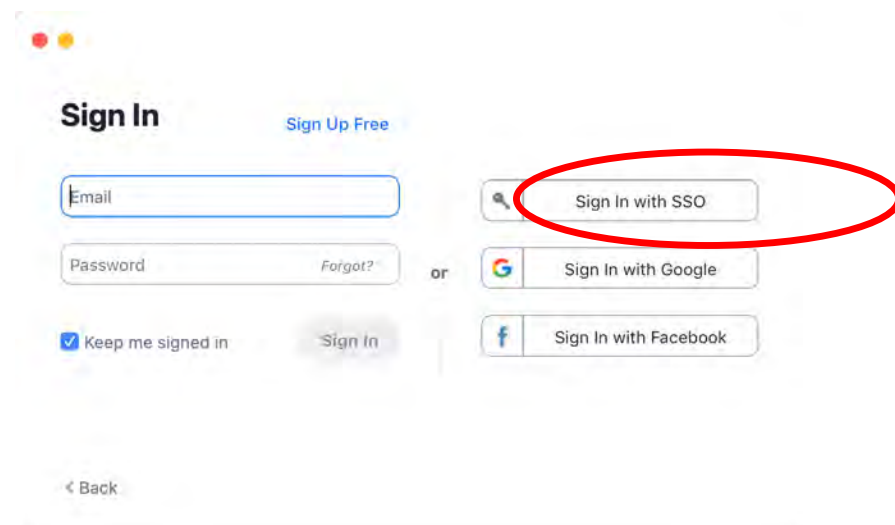 Sign In
Sign Up Free
Email
Password
Forgot?
Keep me signed in
Sign In
or
Sign In with SSO
Sign In with Google
Sign In with Facebook
< Back